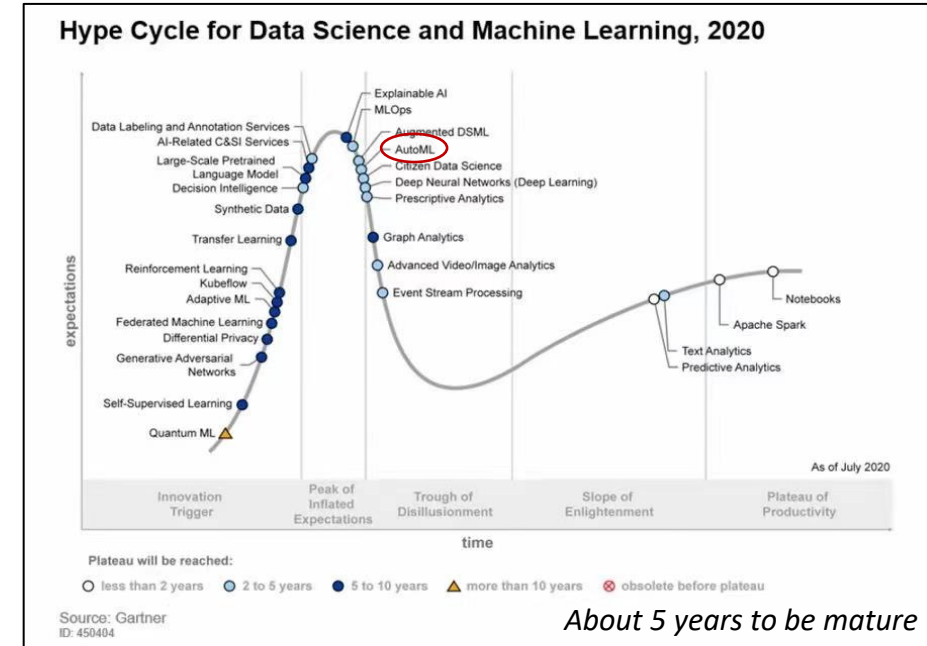 Hype Cycle for Data Science and Machine Learning, 2020
expectations
Explainable AI
MLOps
Data Labeling and Annotation Services
AI-Related C&SI Services
Large-Scale Pretrained
Language Model
Decision Intelligence
Synthetic Data
Transfer Learning
Reinforcement Learning
Kubeflow
Adaptive ML
Federated Machine Learning
Differential Privacy
Generative Adversarial
Networks
Self-Supervised Learning
Quantum ML
Augmented DSML
AutoML
Citizen Data Science
Deep Neural Networks (Deep Learning)
Prescriptive Analytics
Graph Analytics
Advanced Video/Image Analytics
Event Stream Processing
Notebooks
Apache Spark
Text Analytics
Predictive Analytics
As of July 2020
Innovation
Trigger
Peak of
Inflated
Expectations
Trough of
Disillusionment
Slope of
Enlightenment
Plateau of
Productivity
time
Plateau will be reached:
less than 2 years
2 to 5 years
5 to 10 years
more than 10 years
obsolete before plateau
Source: Gartner
ID: 450404
About 5 years to be mature